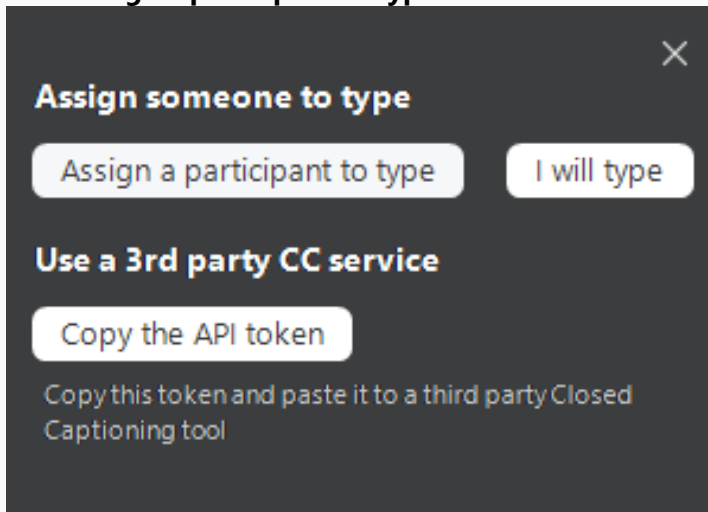 Assign someone to type
Assign a participant to type I will type
Use a 3rd party CC service
Copy the API token
Copy this token and paste it to a third party Closed
Captioning tool